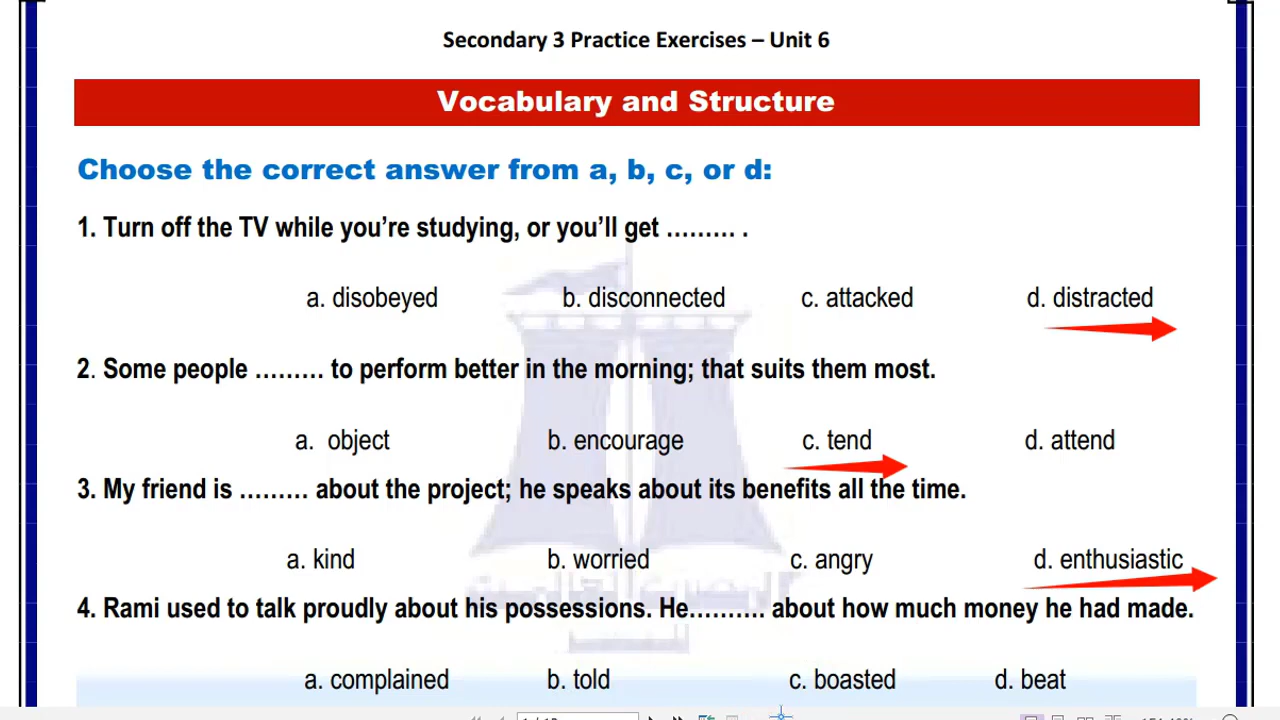 Secondary 3 Practice Exercises – Unit 6
Vocabulary and Structure
Choose the correct answer from a, b, c, or d:
1. Turn off the TV while you’re studying, or you’ll get ……… .
a. disobeyed b. disconnected c. attacked d. distracted
2. Some people ……… to perform better in the morning; that suits them most.
a. object b. encourage c. tend d. attend
3. My friend is ……… about the project; he speaks about its benefits all the time.
a. kind b. worried c. angry d. enthusiastic
4. Rami used to talk proudly about his possessions. He……… about how much money he had made.
a. complained b. told c. boasted d. beat